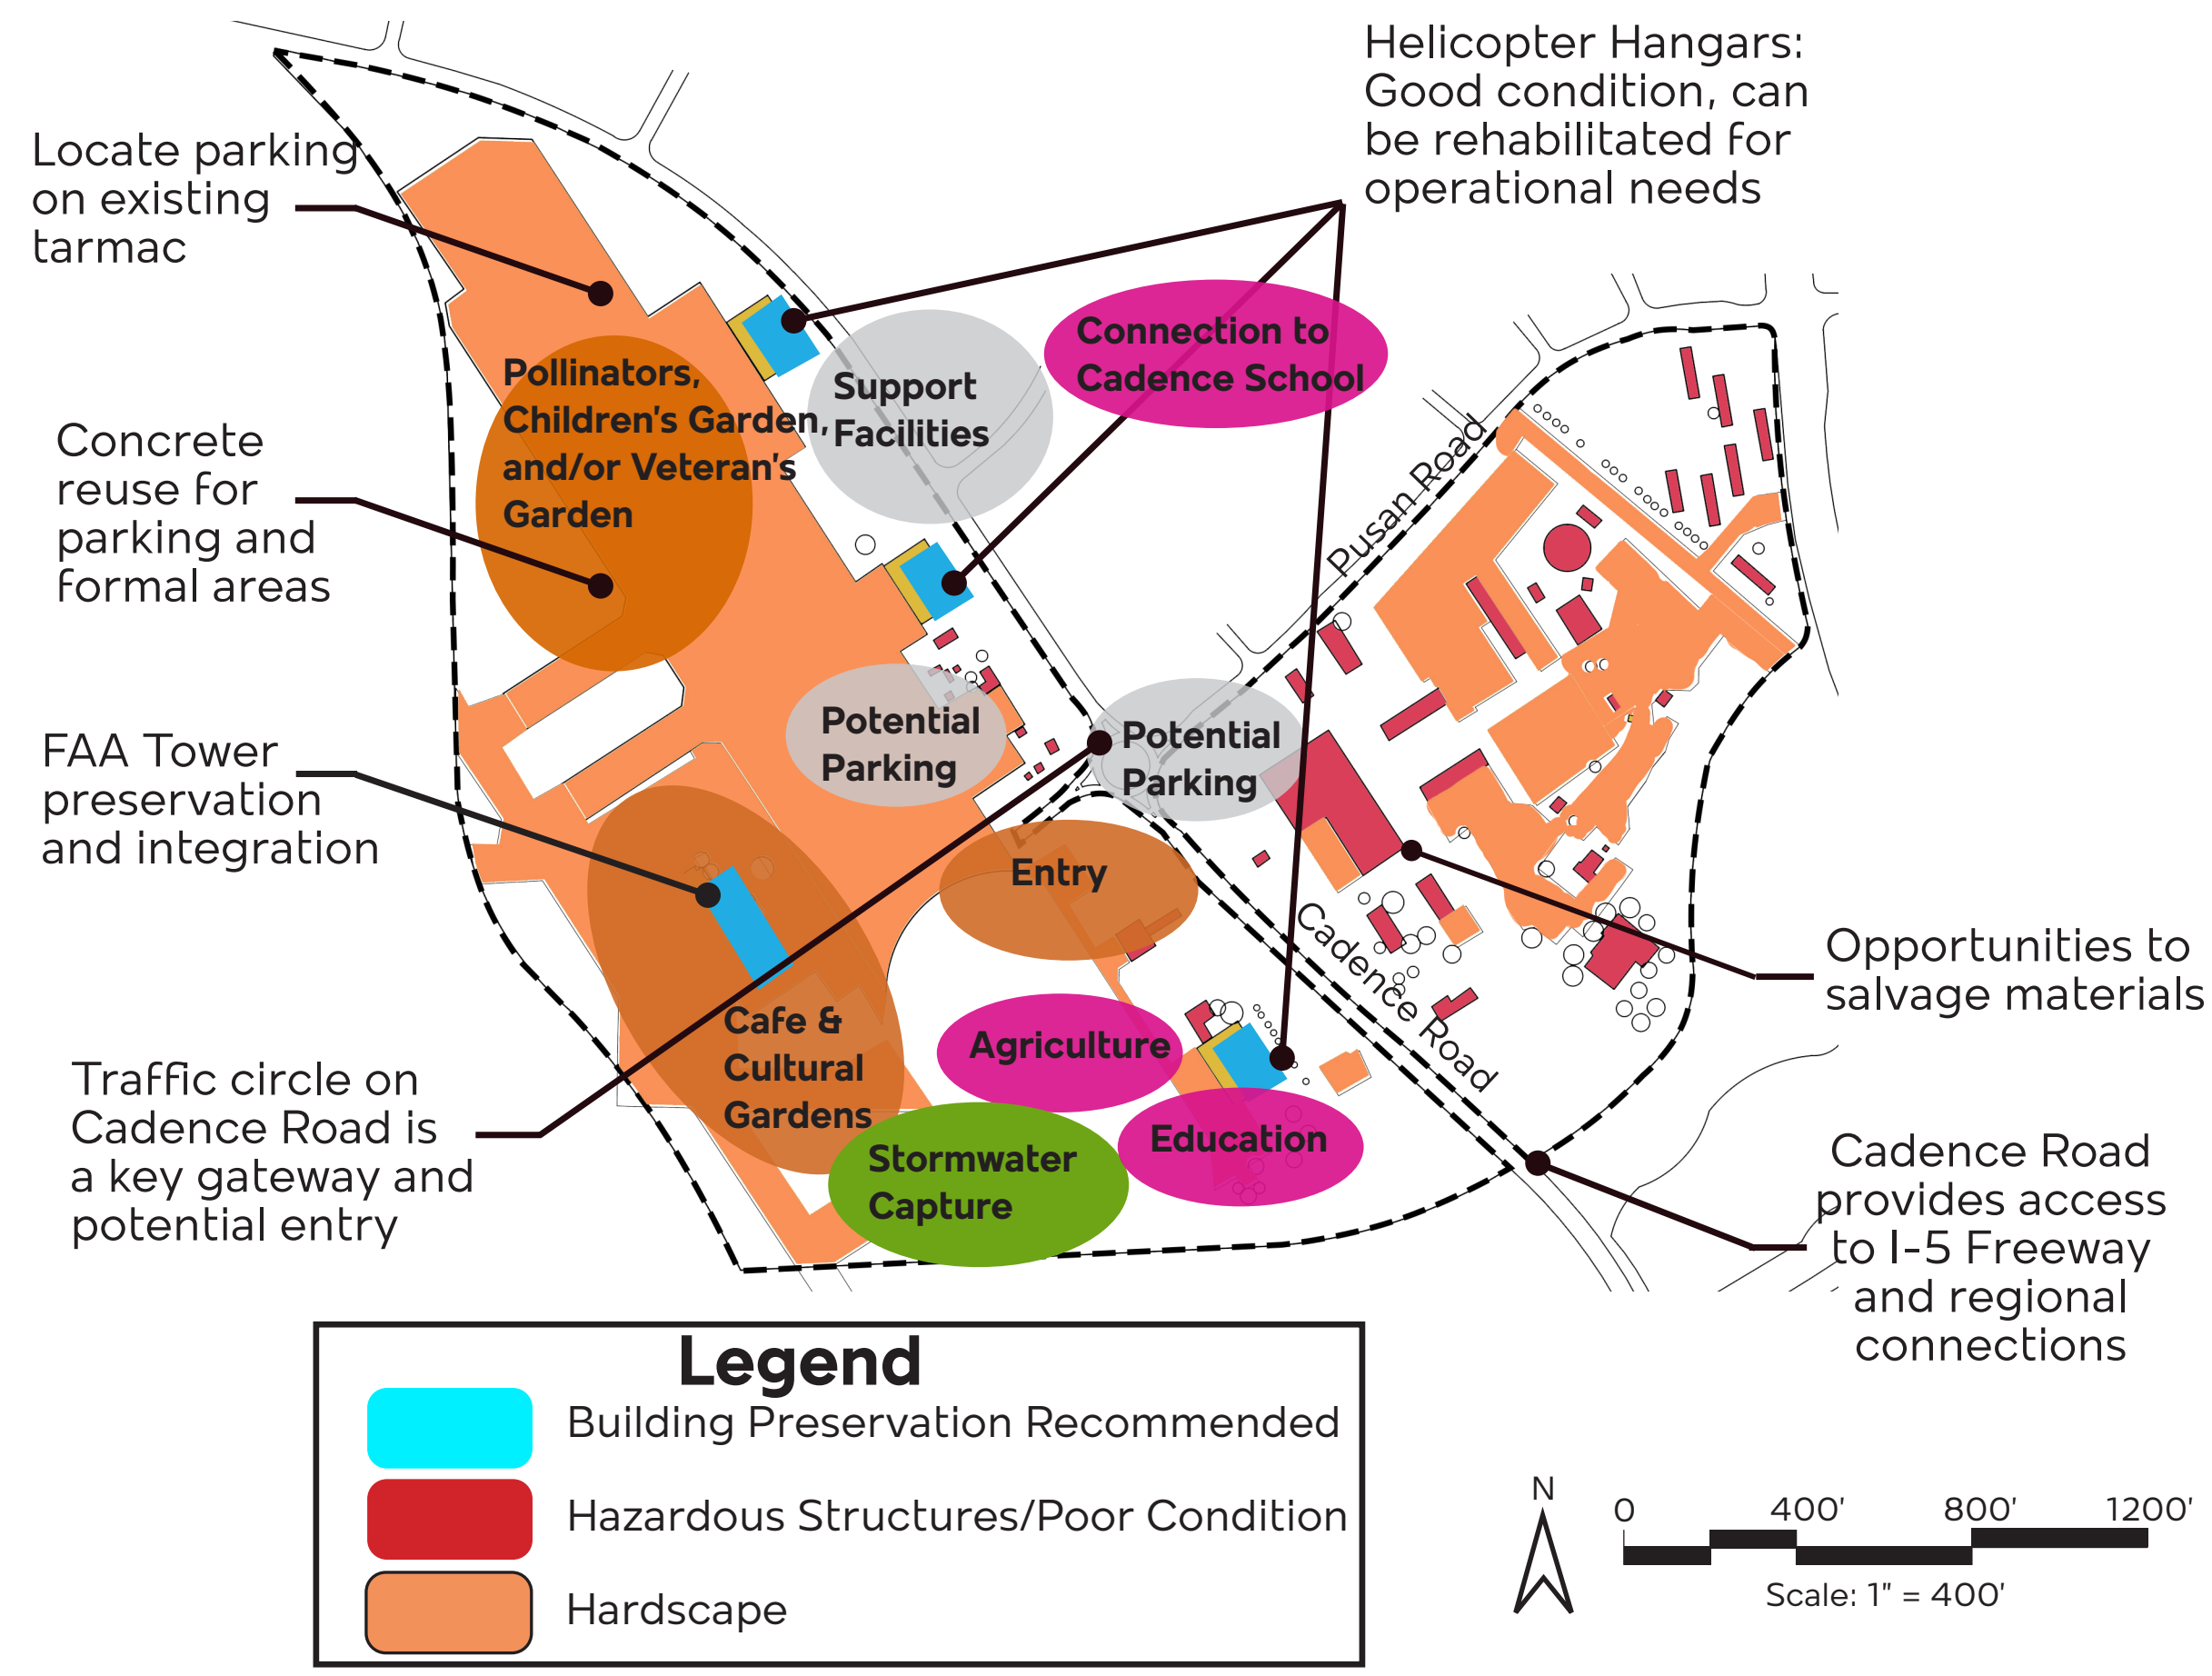 Helicopter Hangars:
Good condition, can
be rehabilitated for
operational needs
Locate parking
on existing
tarmac
Connection to
Cadence School
Support
Facilities
Pollinators,
Children's Garden,
and/or Veteran's
Garden
Concrete
reuse for
parking and
formal areas
Pusan Road
Potential
Parking
Potential
Parking
FAA Tower
preservation
and integration
Entry
Cadence Road
Opportunities to
salvage materials
Cafe &
Cultural
Gardens
Agriculture
Education
Stormwater
Capture
Traffic circle on
Cadence Road is
a key gateway and
potential entry
Cadence Road
provides access
to I-5 Freeway
and regional
connections
Legend
Building Preservation Recommended
Hazardous Structures/Poor Condition
Hardscape
N
0 400' 800' 1200'
Scale: 1" = 400'